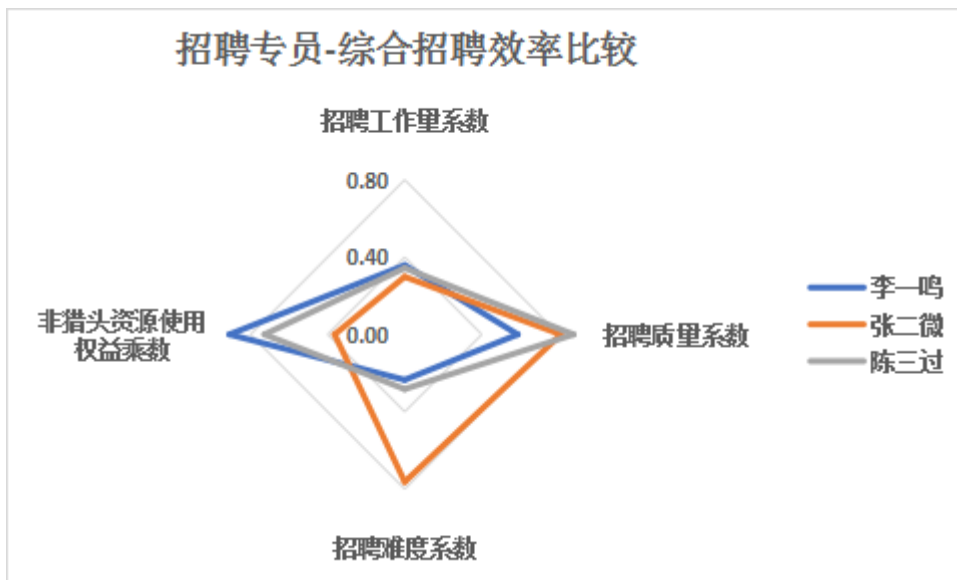 招聘专员-综合招聘效率比较
招聘工作量系数
0.80
0.40
0.00
非猎头资源使用
权益乘数
招聘质量系数
招聘难度系数
李一鸣
张二微
陈三过